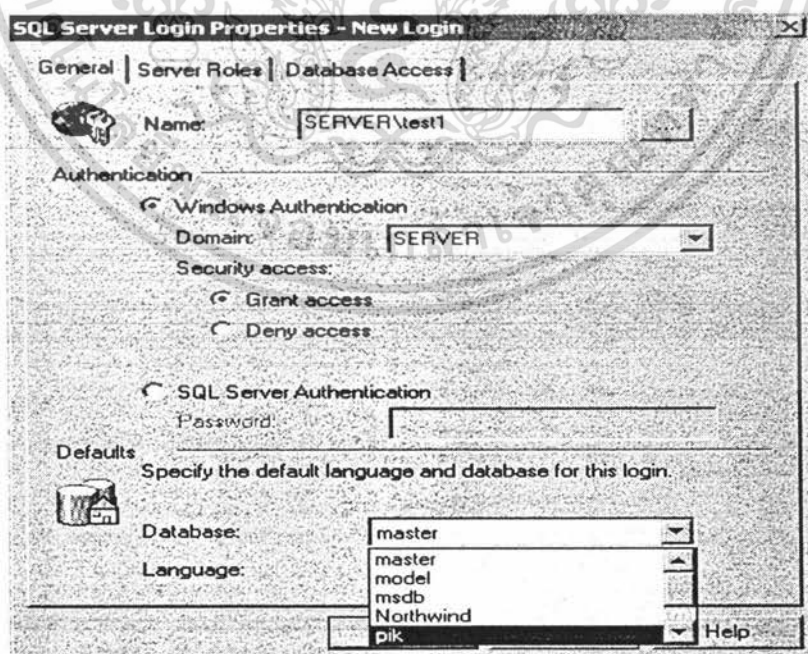 SQL Server Login Properties - New Login
General Server Roles Database Access
Name: SERVER\test1 ...
Authentication
Windows Authentication
Domain: SERVER
Security access:
Grant access
Deny access
SQL Server Authentication
Password:
Defaults
Specify the default language and database for this login.
Database: master
Language:
master
model
msdb
Northwind
pik
Help